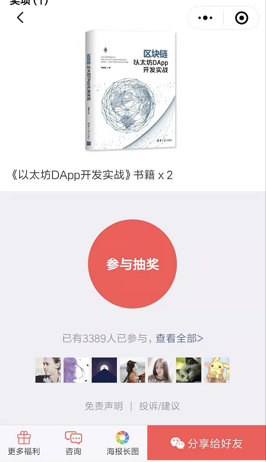 奖项(1)
区块链
以太坊DApp
开发实战
《以太坊DApp开发实战》书籍 x 2
参与抽奖
已有3389人已参与，查看全部>
免责声明 | 投诉/建议
更多福利
咨询
海报长图
分享给好友